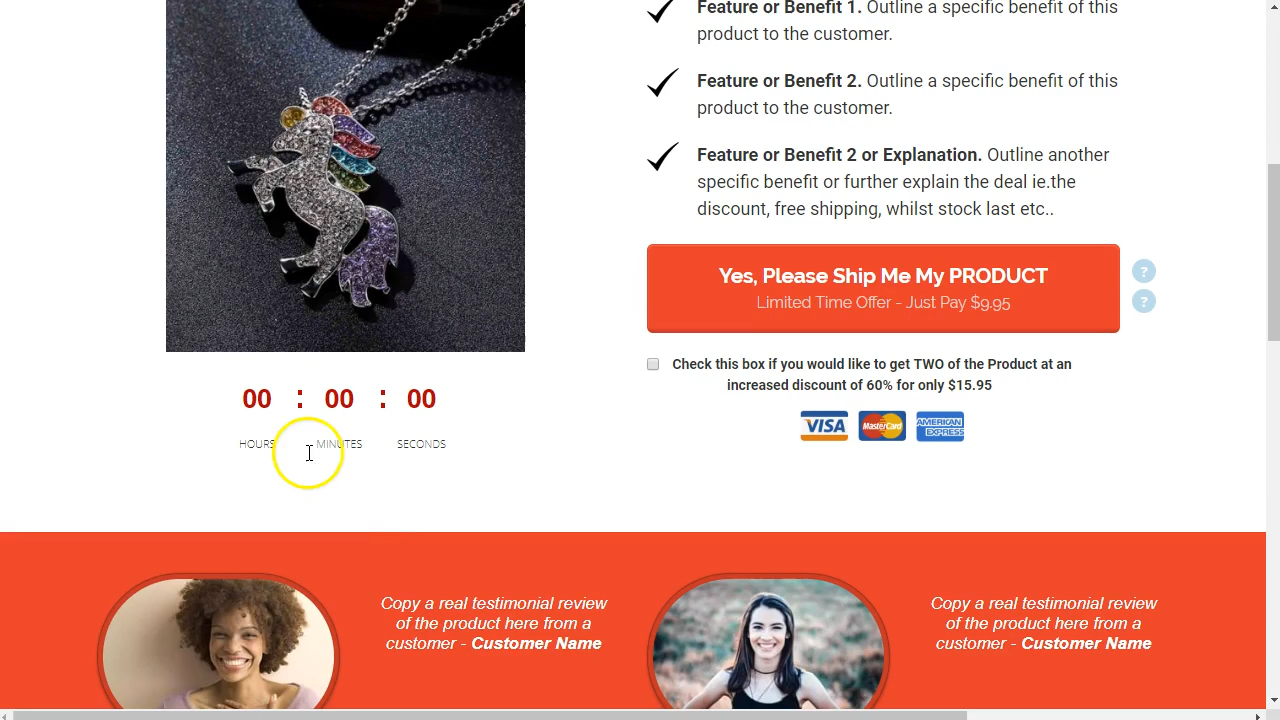 Feature or Benefit 1. Outline a specific benefit of this
product to the customer.
Feature or Benefit 2. Outline a specific benefit of this
product to the customer.
Feature or Benefit 2 or Explanation. Outline another
specific benefit or further explain the deal ie.the
discount, free shipping, whilst stock last etc..
Yes, Please Ship Me My PRODUCT
Limited Time Offer - Just Pay $9.95
?
?
Check this box if you would like to get TWO of the Product at an
increased discount of 60% for only $15.95
VISA MasterCard AMERICAN EXPRESS
00 : 00 : 00
HOURS MINUTES SECONDS
Copy a real testimonial review
of the product here from a
customer - Customer Name
Copy a real testimonial review
of the product here from a
customer - Customer Name